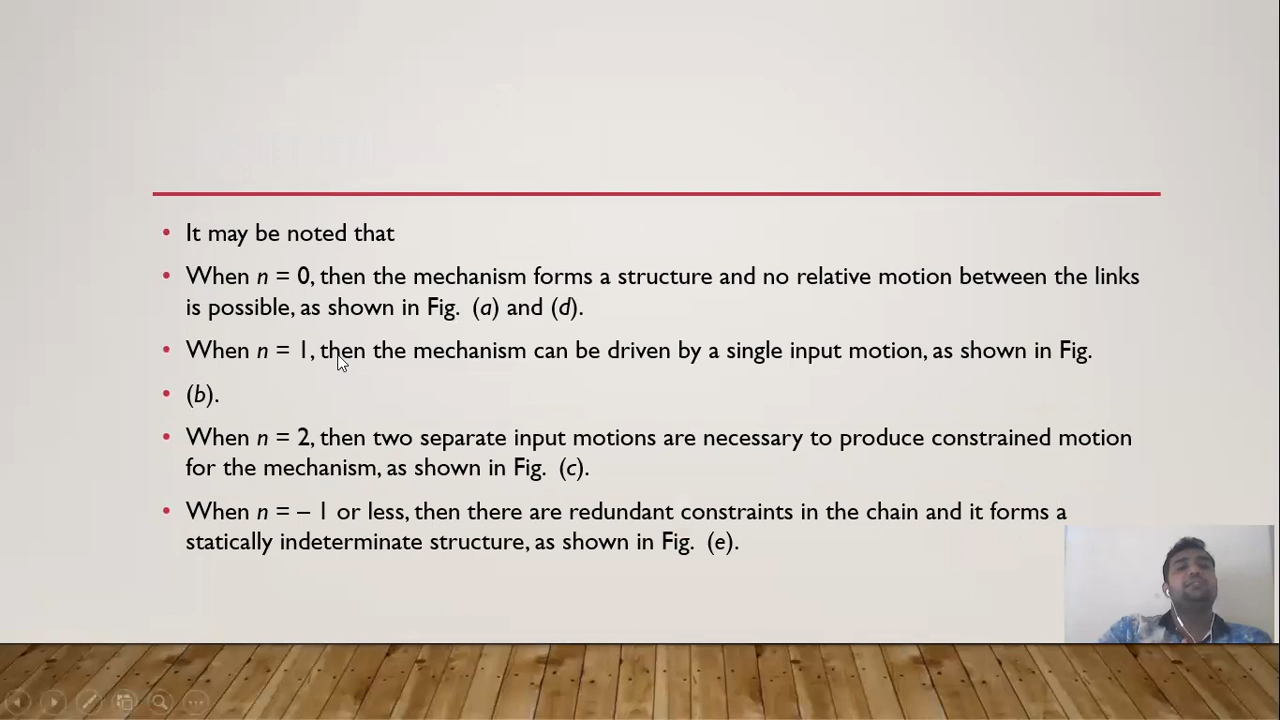 It may be noted that
When n = 0, then the mechanism forms a structure and no relative motion between the links
is possible, as shown in Fig. (a) and (d).
When n = 1, then the mechanism can be driven by a single input motion, as shown in Fig.
(b).
When n = 2, then two separate input motions are necessary to produce constrained motion
for the mechanism, as shown in Fig. (c).
When n = – 1 or less, then there are redundant constraints in the chain and it forms a
statically indeterminate structure, as shown in Fig. (e).